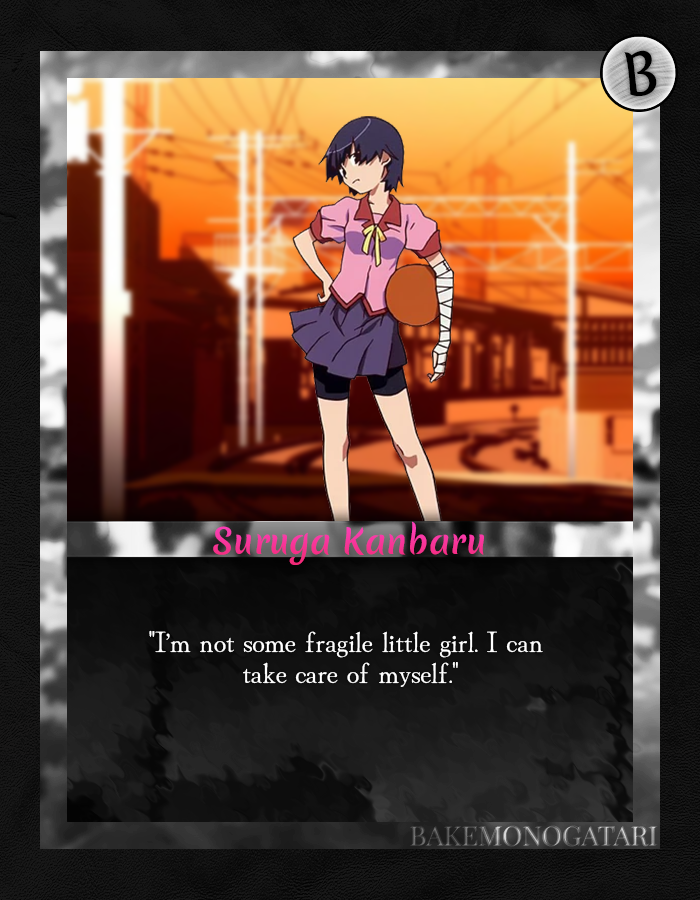 B
Suruga Kanbaru
"I'm not some fragile little girl. I can
take care of myself."
BAKEMONOGATARI